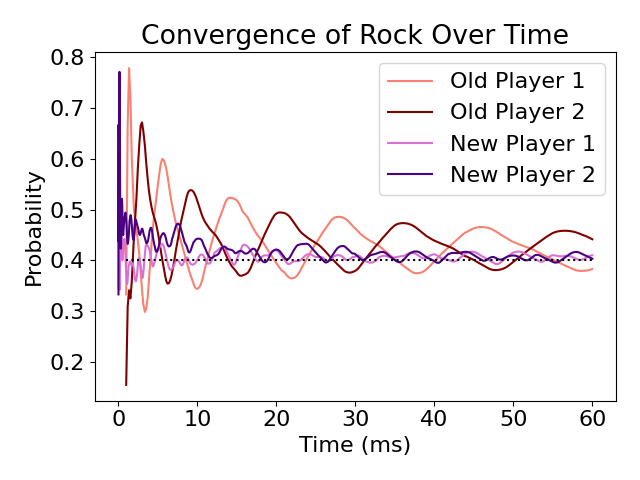 Convergence of Rock Over Time
Probability
0.8
0.7
0.6
0.5
0.4
0.3
0.2
Old Player 1
Old Player 2
New Player 1
New Player 2
0 10 20 30 40 50 60
Time (ms)